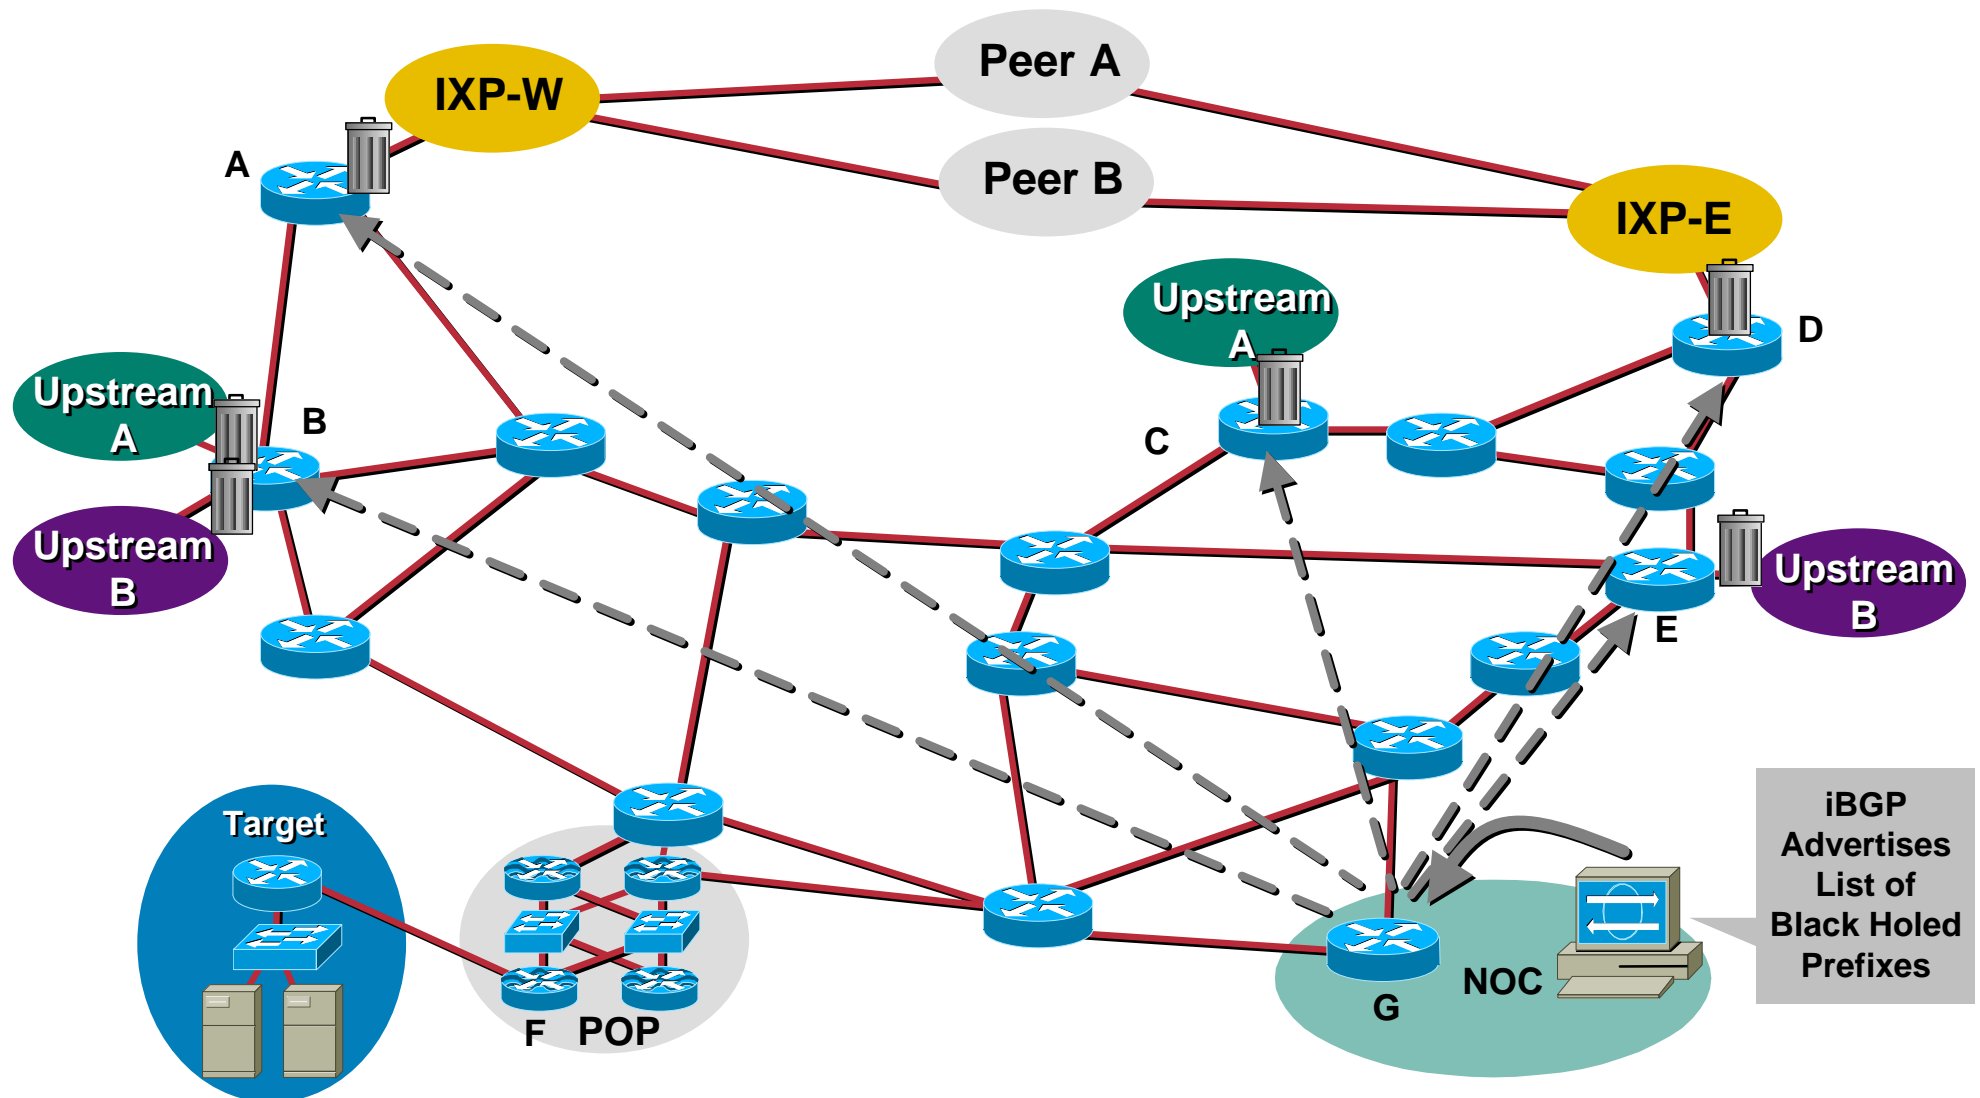 Peer A
IXP-W
A
Peer B
IXP-E
Upstream
A
D
Upstream
A
B
C
Upstream
B
Upstream
B
E
Target
iBGP
Advertises
List of
Black Holed
Prefixes
NOC
G
F
POP